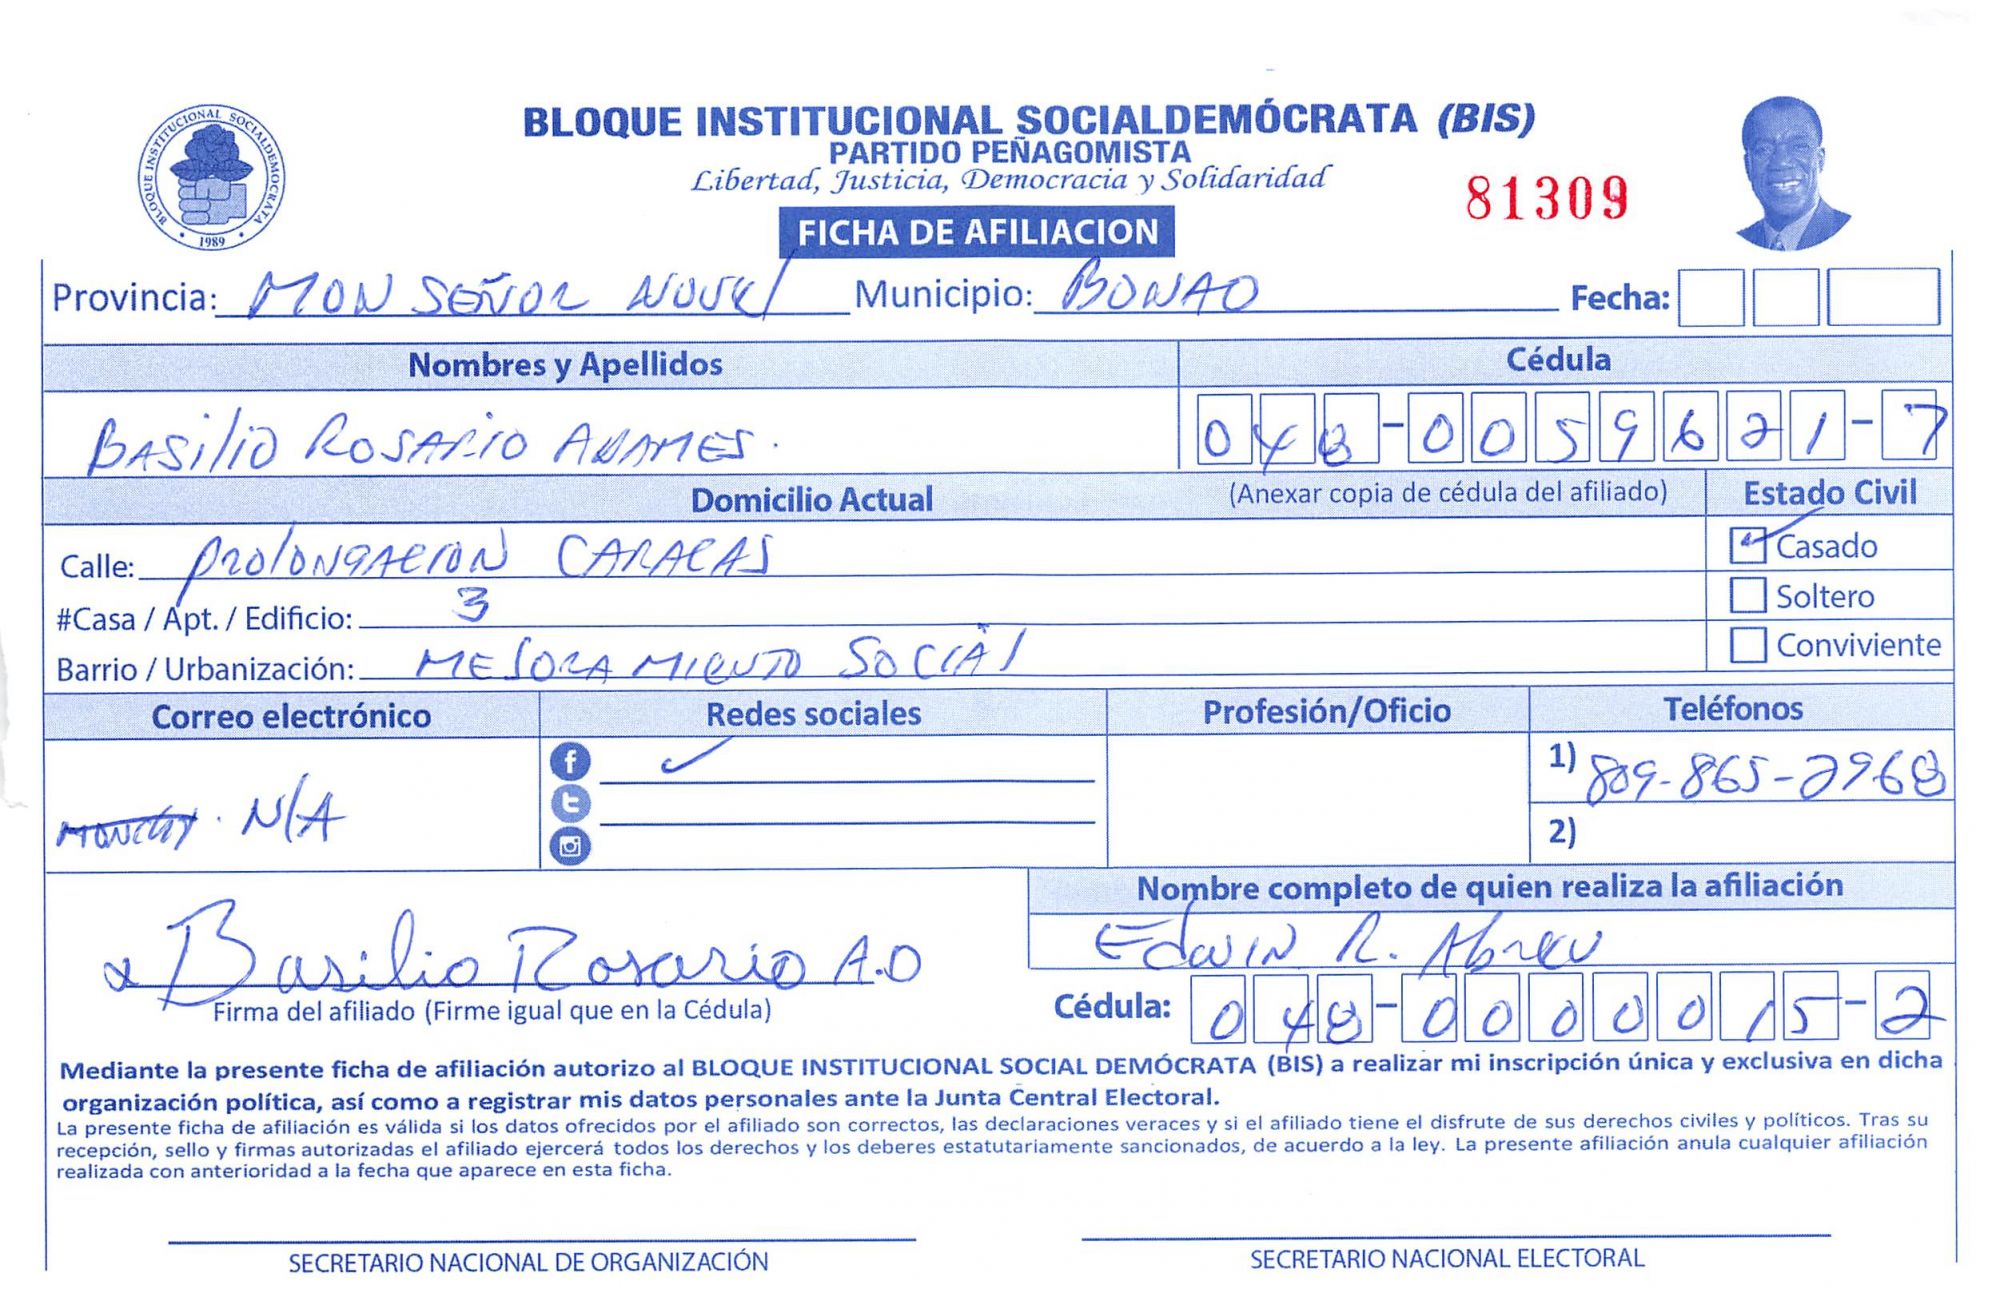 BLOQUE INSTITUCIONAL SOCIALDEMÓCRATA (BIS)
PARTIDO PEÑAGOMISTA
Libertad, Justicia, Democracia y Solidaridad
81309
BLOQUE INSTITUCIONAL SOCIALDEMOCRATA
1989
FICHA DE AFILIACION
Provincia: MONSEÑOR NOUEl Municipio: BONAO Fecha:
Nombres y Apellidos Cédula
BASiliO ROSARIO ADAMES. 048-0059621-7
Domicilio Actual (Anexar copia de cédula del afiliado) Estado Civil
Calle: PROlONGACION CARACAS Casado
#Casa / Apt. / Edificio: 3 Soltero
Barrio / Urbanización: MEJORAMIENTO SOCIAl Conviviente
Correo electrónico Redes sociales Profesión/Oficio Teléfonos
1) 809-865-2968
N/A 2)
Nombre completo de quien realiza la afiliación
Edwin R. Abreu
Basilio Rosario A.D
Firma del afiliado (Firme igual que en la Cédula) Cédula: 048-0000015-2
Mediante la presente ficha de afiliación autorizo al BLOQUE INSTITUCIONAL SOCIAL DEMÓCRATA (BIS) a realizar mi inscripción única y exclusiva en dicha
organización política, así como a registrar mis datos personales ante la Junta Central Electoral.
La presente ficha de afiliación es válida si los datos ofrecidos por el afiliado son correctos, las declaraciones veraces y si el afiliado tiene el disfrute de sus derechos civiles y políticos. Tras su
recepción, sello y firmas autorizadas el afiliado ejercerá todos los derechos y los deberes estatutariamente sancionados, de acuerdo a la ley. La presente afiliación anula cualquier afiliación
realizada con anterioridad a la fecha que aparece en esta ficha.
SECRETARIO NACIONAL DE ORGANIZACIÓN SECRETARIO NACIONAL ELECTORAL